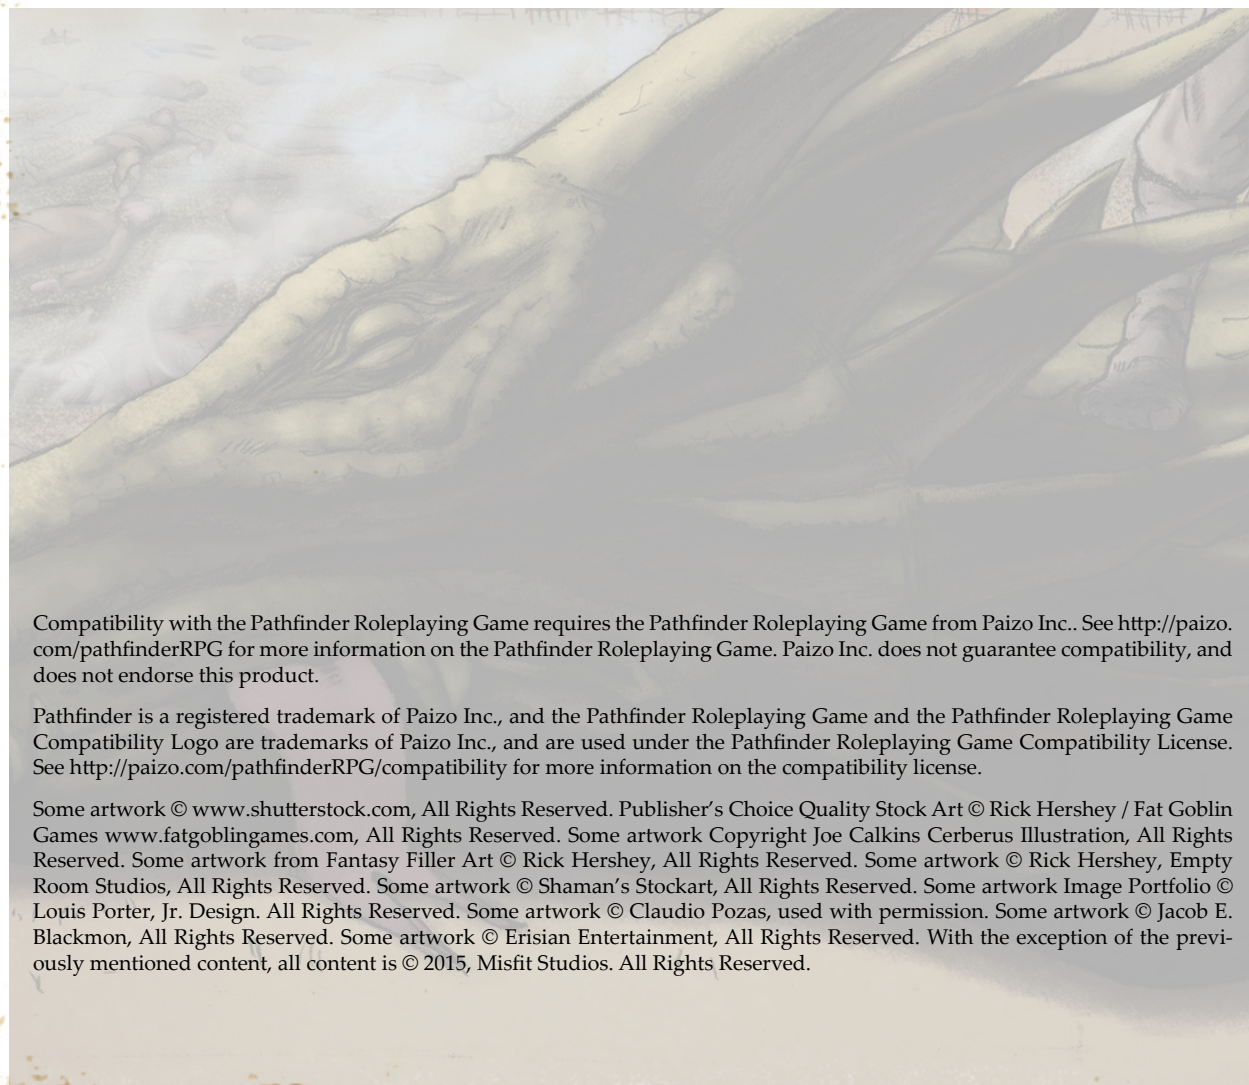 Compatibility with the Pathfinder Roleplaying Game requires the Pathfinder Roleplaying Game from Paizo Inc.. See http://paizo.
com/pathfinderRPG for more information on the Pathfinder Roleplaying Game. Paizo Inc. does not guarantee compatibility, and
does not endorse this product.
Pathfinder is a registered trademark of Paizo Inc., and the Pathfinder Roleplaying Game and the Pathfinder Roleplaying Game
Compatibility Logo are trademarks of Paizo Inc., and are used under the Pathfinder Roleplaying Game Compatibility License.
See http://paizo.com/pathfinderRPG/compatibility for more information on the compatibility license.
Some artwork © www.shutterstock.com, All Rights Reserved. Publisher’s Choice Quality Stock Art © Rick Hershey / Fat Goblin
Games www.fatgoblingames.com, All Rights Reserved. Some artwork Copyright Joe Calkins Cerberus Illustration, All Rights
Reserved. Some artwork from Fantasy Filler Art © Rick Hershey, All Rights Reserved. Some artwork © Rick Hershey, Empty
Room Studios, All Rights Reserved. Some artwork © Shaman’s Stockart, All Rights Reserved. Some artwork Image Portfolio ©
Louis Porter, Jr. Design. All Rights Reserved. Some artwork © Claudio Pozas, used with permission. Some artwork © Jacob E.
Blackmon, All Rights Reserved. Some artwork © Erisian Entertainment, All Rights Reserved. With the exception of the previ-
ously mentioned content, all content is © 2015, Misfit Studios. All Rights Reserved.